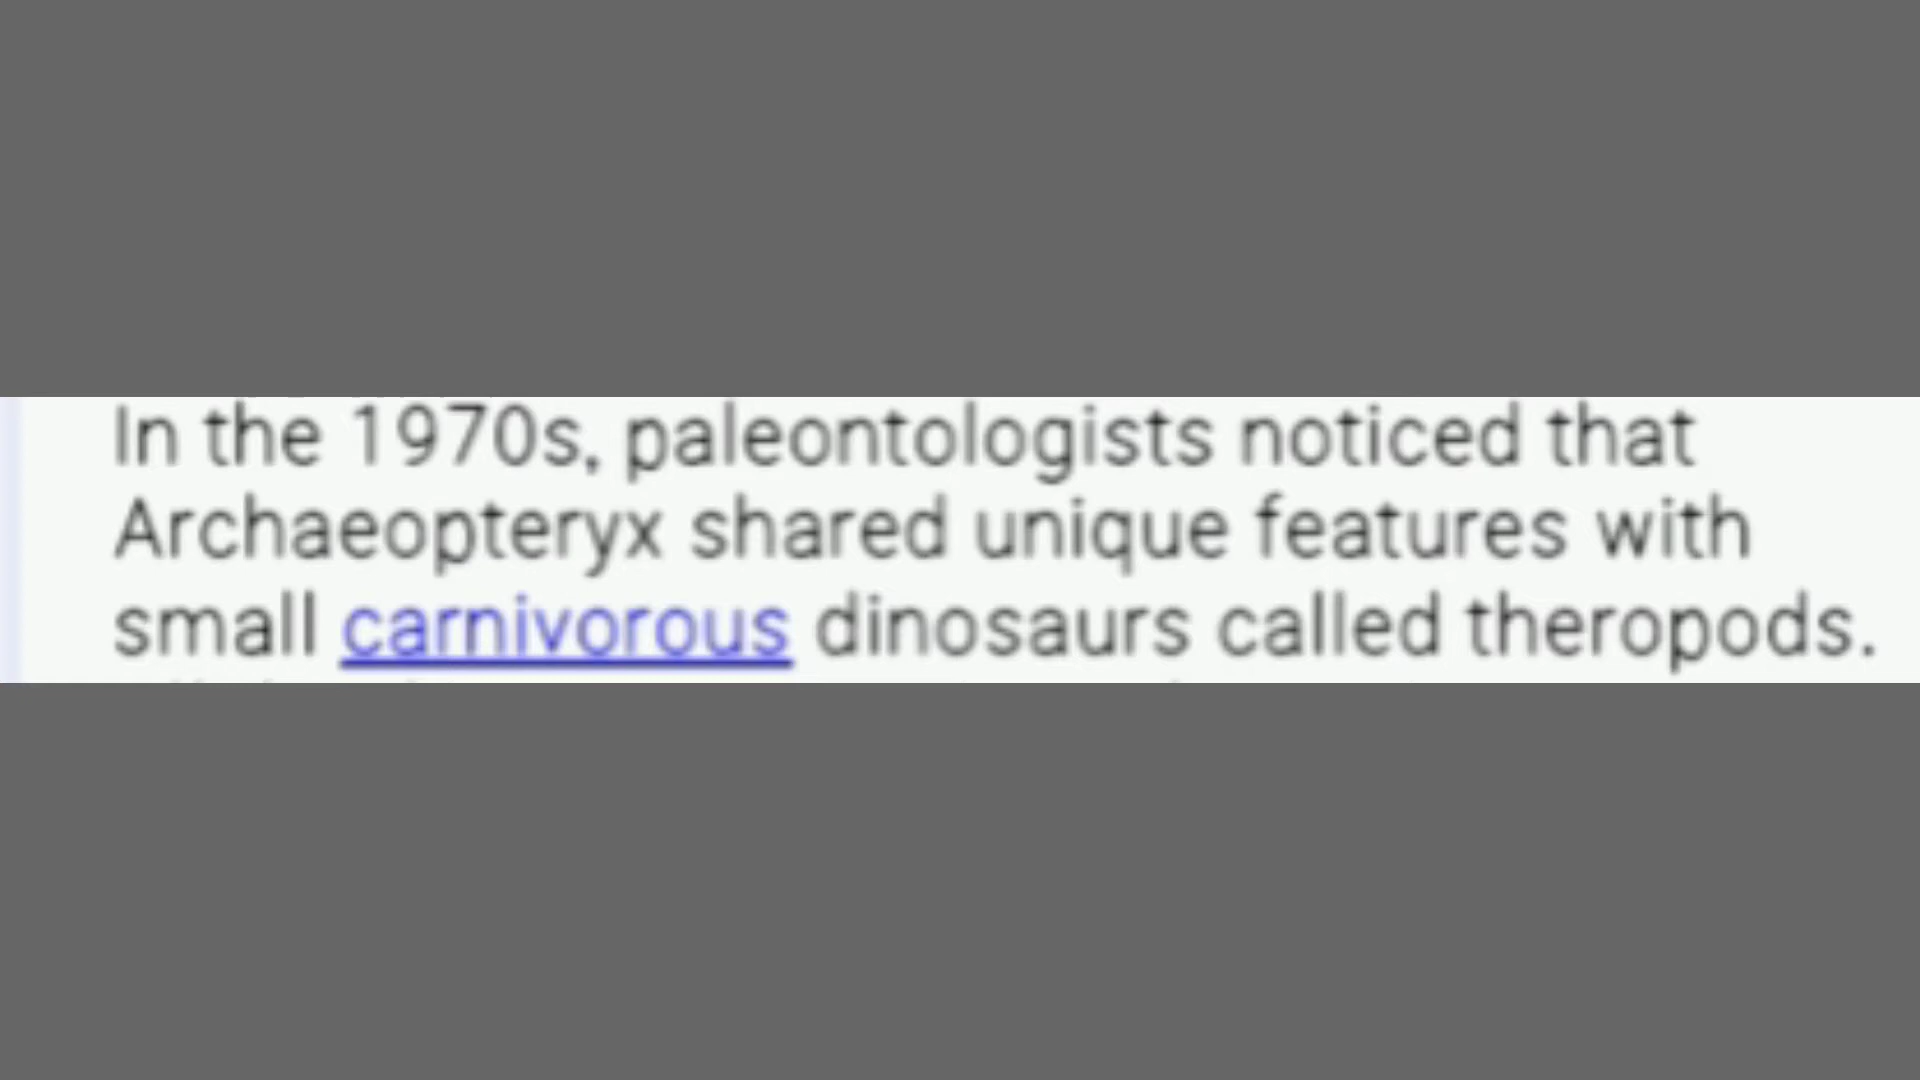 In the 1970s, paleontologists noticed that
Archaeopteryx shared unique features with
small carnivorous dinosaurs called theropods.